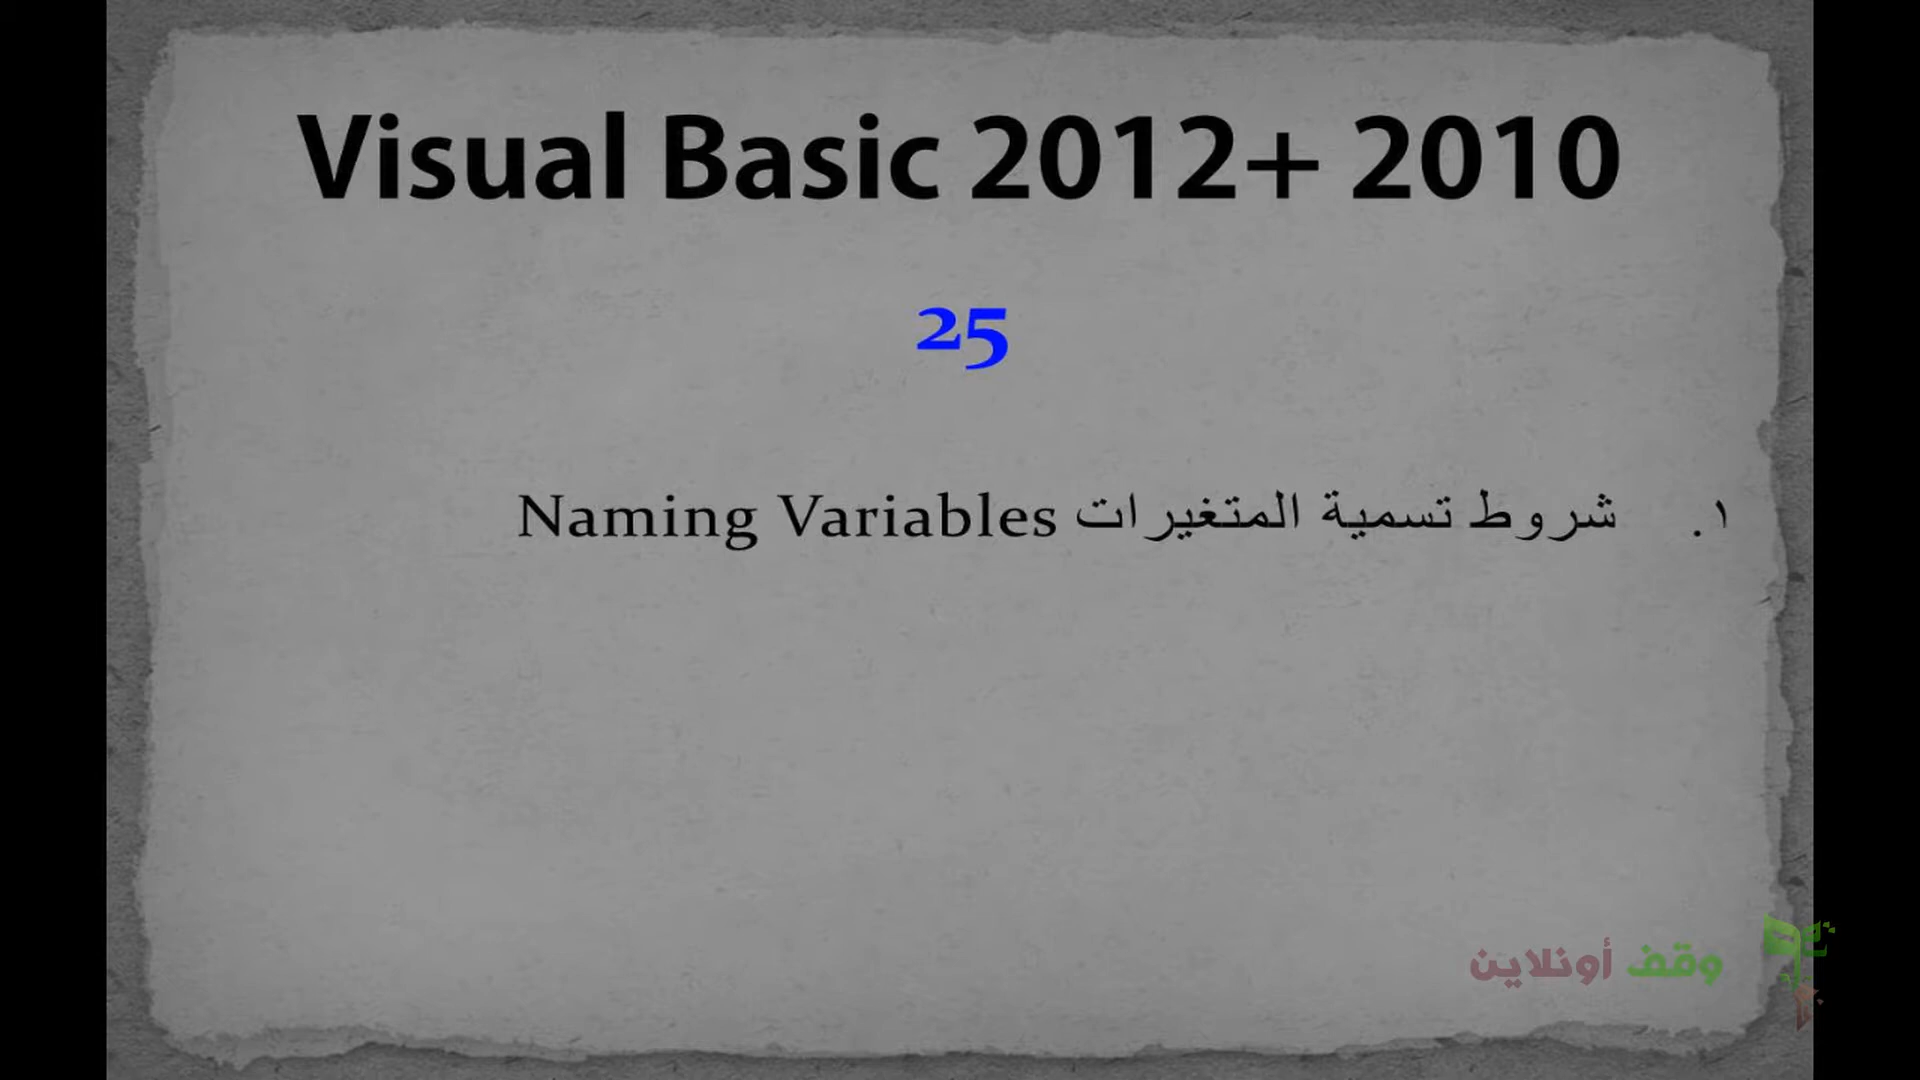 Visual Basic 2012+ 2010
25
١. شروط تسمية المتغيرات Naming Variables
وقف أونلاين